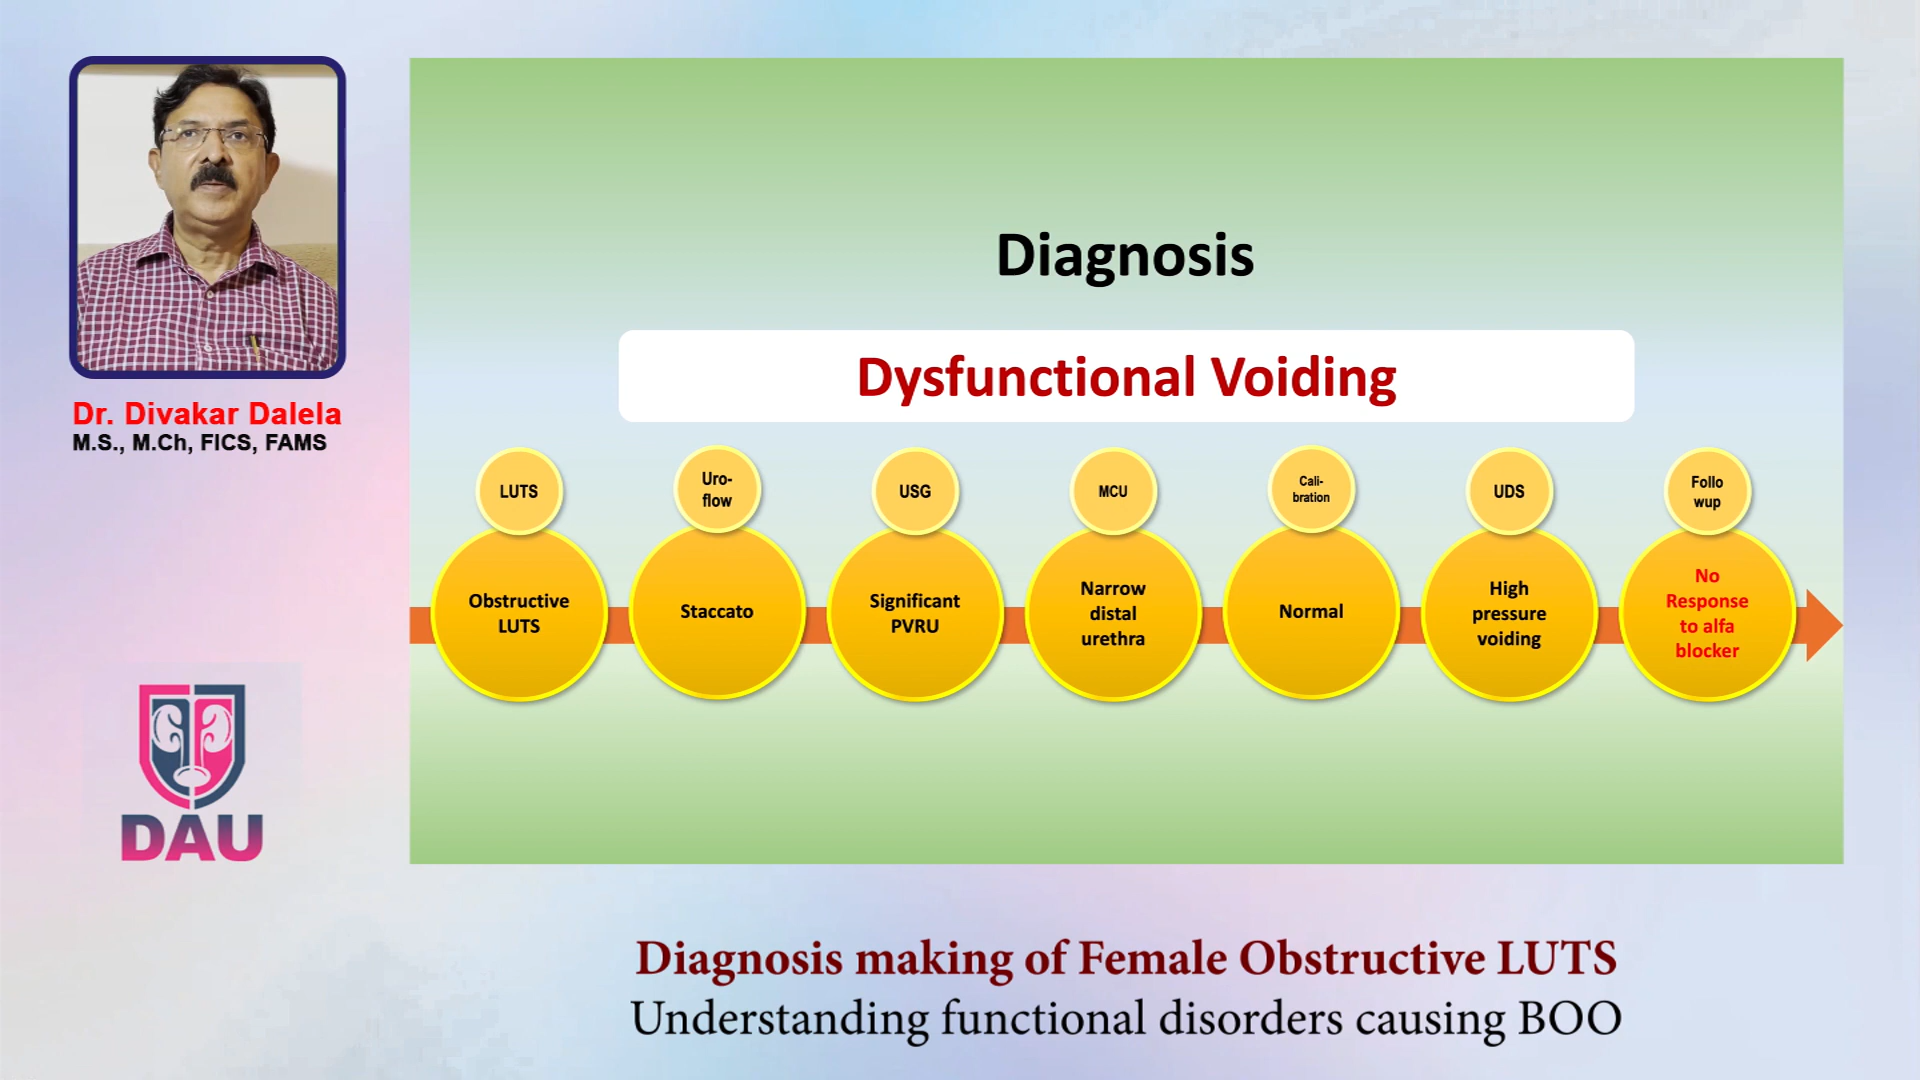 Dr. Divakar Dalela
M.S., M.Ch, FICS, FAMS
DAU
Diagnosis
Dysfunctional Voiding
LUTS
Obstructive
LUTS
Uro-
flow
Staccato
USG
Significant
PVRU
MCU
Narrow
distal
urethra
Cali-
bration
Normal
UDS
High
pressure
voiding
Follo
wup
No
Response
to alfa
blocker
Diagnosis making of Female Obstructive LUTS
Understanding functional disorders causing BOO